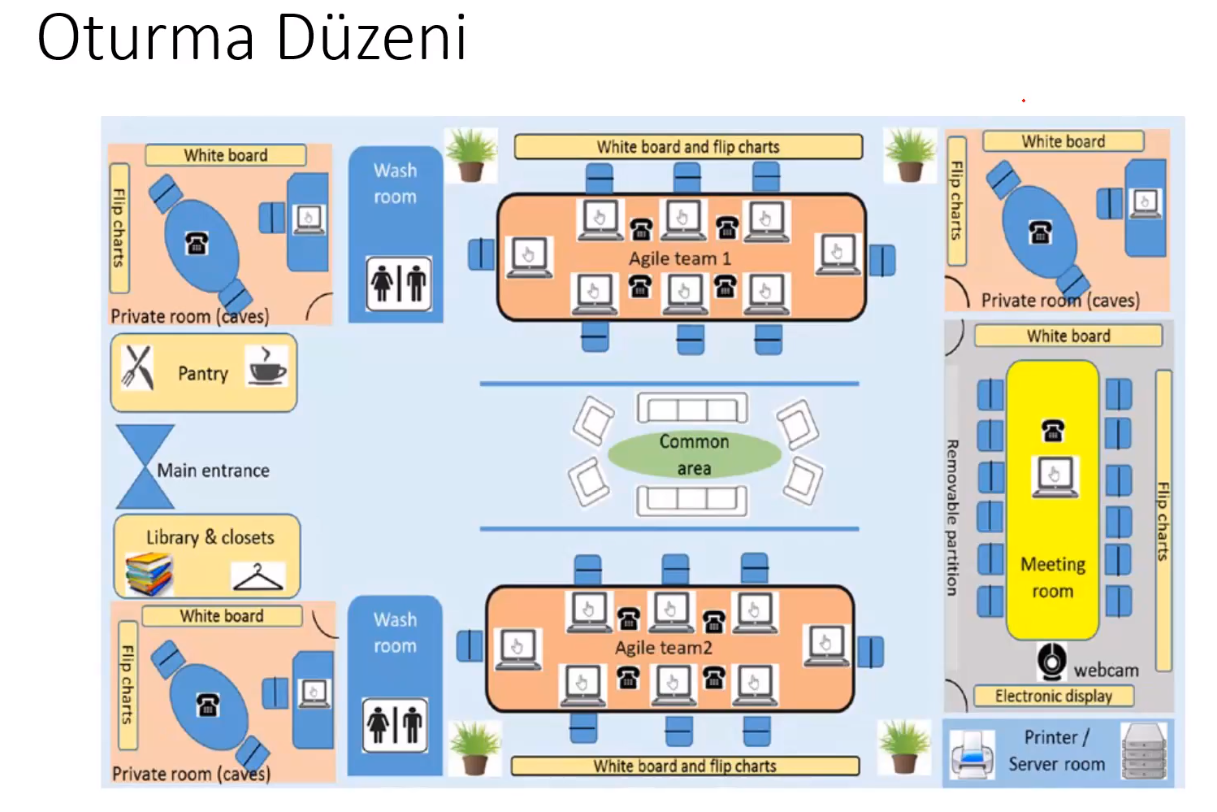 Oturma Düzeni
White board
Flip charts
Private room (caves)
Wash
room
White board and flip charts
Agile team 1
White board
Flip charts
Private room (caves)
Pantry
Main entrance
Library & closets
Common
area
White board
Removable partition
Flip charts
Meeting
room
webcam
Electronic display
White board
Flip charts
Private room (caves)
Wash
room
Agile team2
White board and flip charts
Printer /
Server room